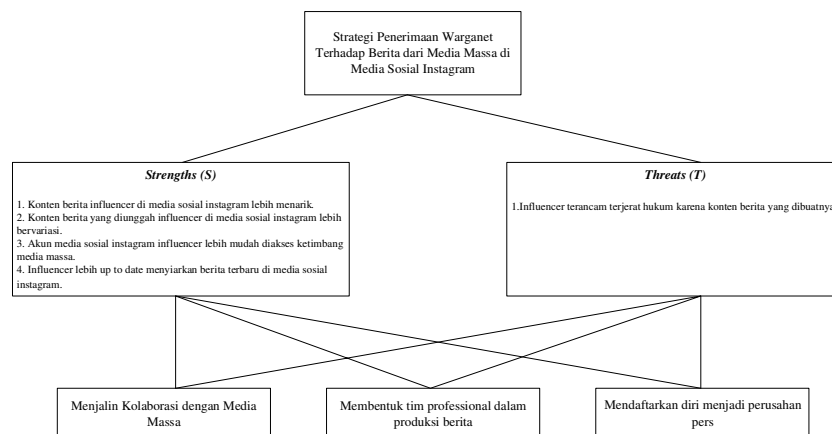 Strategi Penerimaan Warganet
Terhadap Berita dari Media Massa di
Media Sosial Instagram
Strengths (S)
1. Konten berita influencer di media sosial instagram lebih menarik.
2. Konten berita yang diunggah influencer di media sosial instagram lebih
bervariasi.
3. Akun media sosial instagram influencer lebih mudah diakses ketimbang
media massa.
4. Influencer lebih up to date menyiarkan berita terbaru di media sosial
instagram.
Threats (T)
1.Influencer terancam terjerat hukum karena konten berita yang dibuatnya
Menjalin Kolaborasi dengan Media
Massa
Membentuk tim professional dalam
produksi berita
Mendaftarkan diri menjadi perusahan
pers